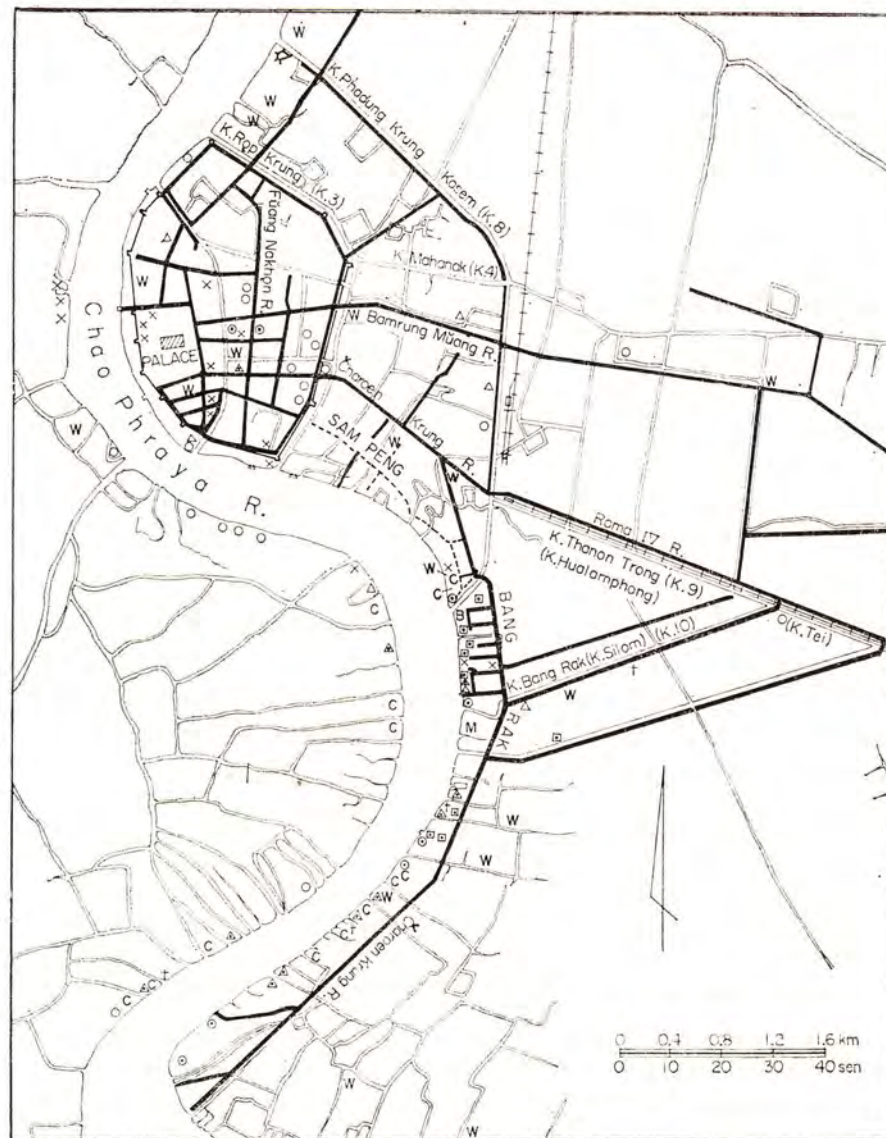 W
K. Phadung Krung Kasem (K.8)
W
W
K. Rop Krung (K.3)
Füang Nakhon R.
K. Mahanak (K.4)
W
W
Bamrung Müang R.
PALACE
W
W
W
Chao Phraya R.
W
Charoen Krung R.
W
SAM PENG
W
B
Rama IV R.
K. Thanon Trong (K.9)
(K. Hualamphong)
W
C
C
C
B
BANG RAK
K. Bang Rak (K. Silom) (K.10)
(K. Tei)
W
C
C
M
W
W
C
C
C
W
C
C
C
C
C
C
Charoen Krung R.
W
W
0 0.4 0.8 1.2 1.6 km
0 10 20 30 40 sen